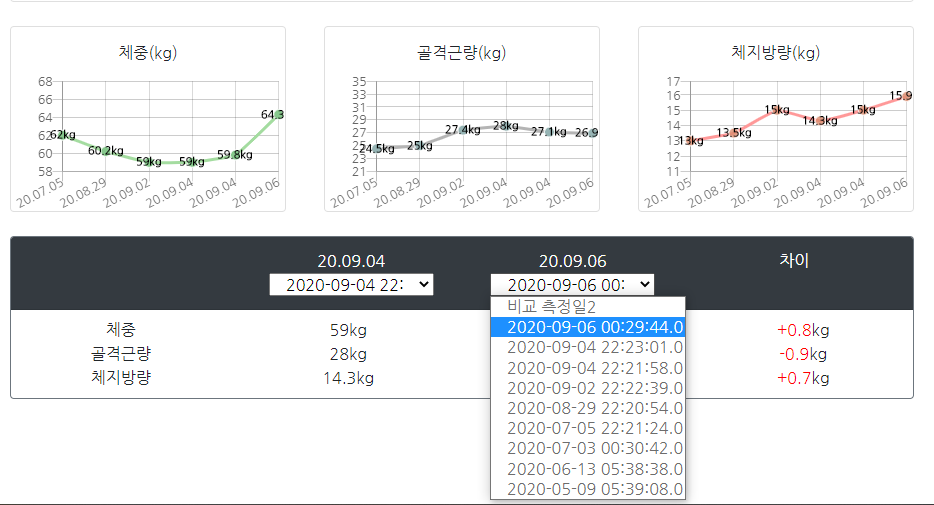 체중(kg)
68
66
64
62
60
58
62kg
60.2kg
59kg
59kg
59.8kg
64.3
20.07.05
20.08.29
20.09.02
20.09.04
20.09.04
20.09.06
골격근량(kg)
35
33
31
29
27
25
23
21
24.5kg
25kg
27.4kg
28kg
27.1kg
26.9
20.07.05
20.08.29
20.09.02
20.09.04
20.09.04
20.09.06
체지방량(kg)
17
16
15
14
13
12
11
13kg
13.5kg
15kg
14.3kg
15kg
15.9
20.07.05
20.08.29
20.09.02
20.09.04
20.09.04
20.09.06
20.09.04 20.09.06 차이
2020-09-04 22: 2020-09-06 00:
비교 측정일2
2020-09-06 00:29:44.0
2020-09-04 22:23:01.0
2020-09-04 22:21:58.0
2020-09-02 22:22:39.0
2020-08-29 22:20:54.0
2020-07-05 22:21:24.0
2020-07-03 00:30:42.0
2020-06-13 05:38:38.0
2020-05-09 05:39:08.0
체중 59kg +0.8kg
골격근량 28kg -0.9kg
체지방량 14.3kg +0.7kg